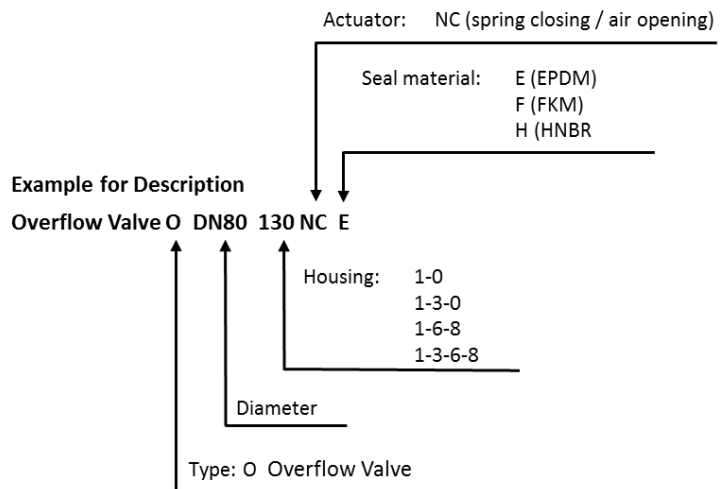 Actuator: NC (spring closing / air opening)
Seal material: E (EPDM)
F (FKM)
H (HNBR
Example for Description
Overflow Valve O DN80 130 NC E
Housing: 1-0
1-3-0
1-6-8
1-3-6-8
Diameter
Type: O Overflow Valve